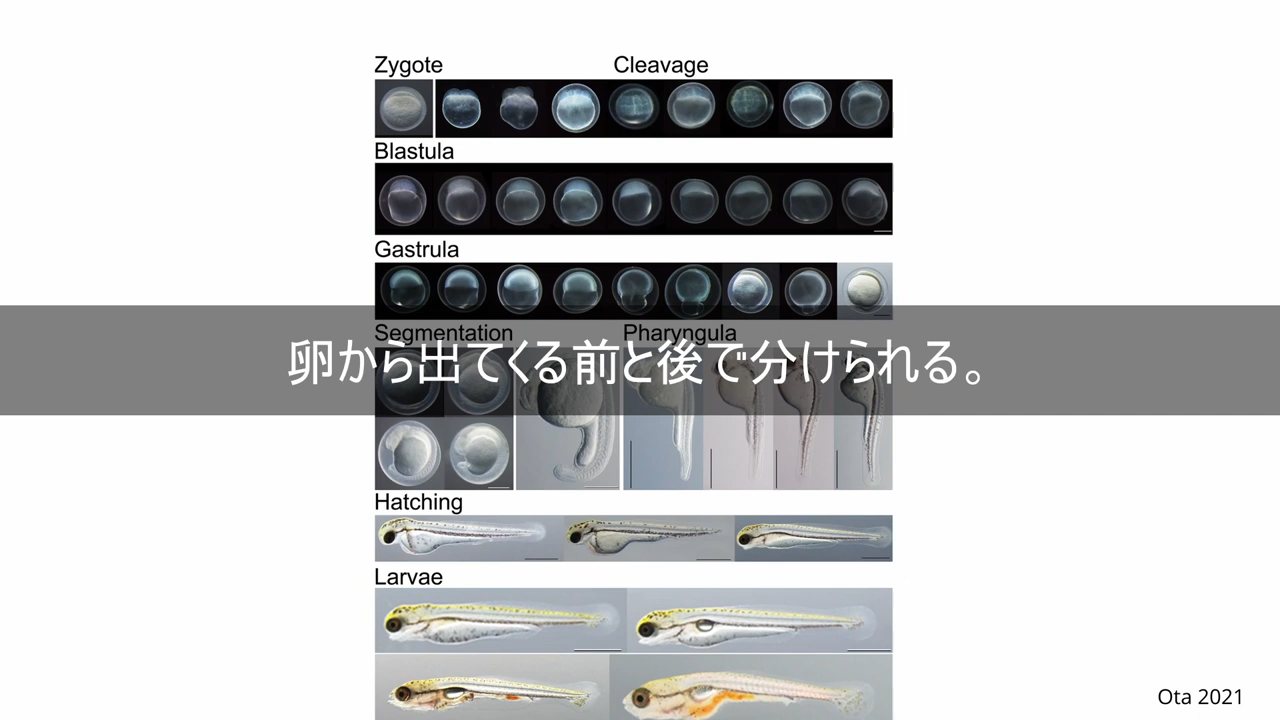 Zygote
Cleavage
Blastula
Gastrula
Segmentation
Pharyngula
卵から出てくる前と後で分けられる。
Hatching
Larvae
Ota 2021